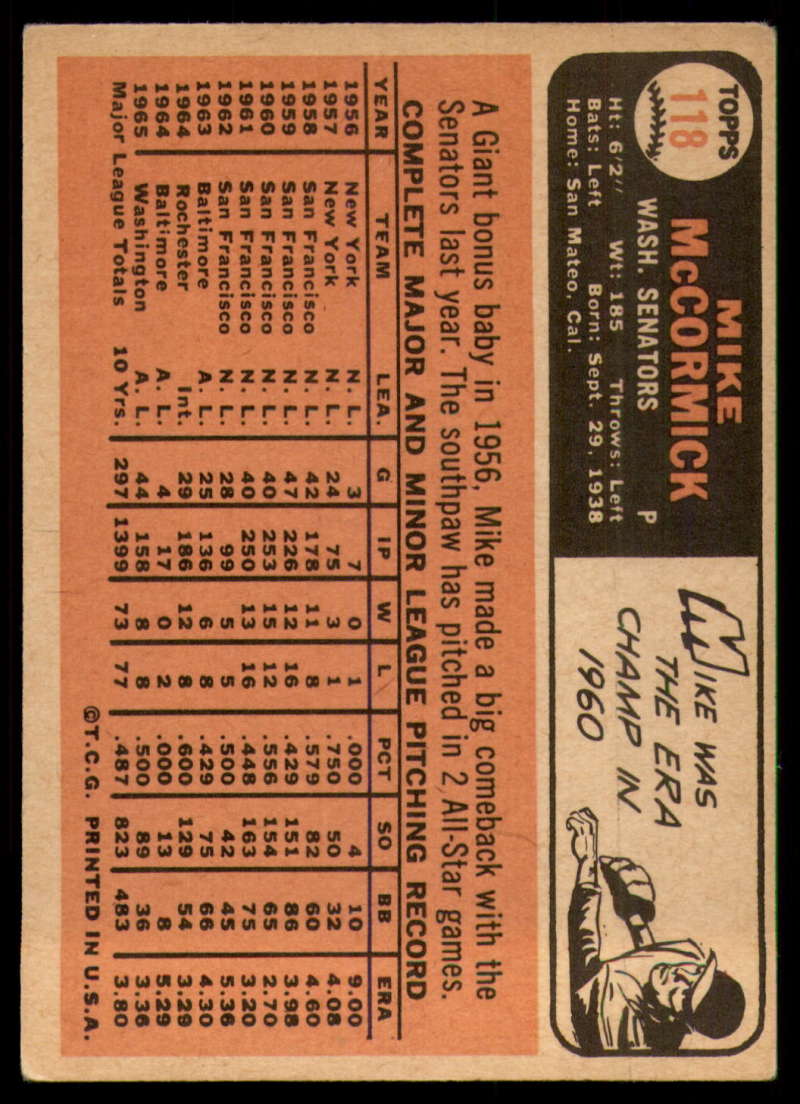 TOPPS
118
MIKE
McCORMICK
WASH. SENATORS P
Ht: 6'2" Wt: 185 Throws: Left
Bats: Left Born: Sept. 29, 1938
Home: San Mateo, Cal.
MIKE WAS
THE ERA
CHAMP IN
1960
A Giant bonus baby in 1956, Mike made a big comeback with the
Senators last year. The southpaw has pitched in 2 All-Star games.
COMPLETE MAJOR AND MINOR LEAGUE PITCHING RECORD
YEAR TEAM LEA. G IP W L PCT SO BB ERA
1956 New York N. L. 3 7 0 1 .000 4 10 9.00
1957 New York N. L. 24 75 3 1 .750 50 32 4.08
1958 San Francisco N. L. 42 178 11 8 .579 82 60 4.60
1959 San Francisco N. L. 47 226 12 16 .429 151 86 3.98
1960 San Francisco N. L. 40 253 15 12 .556 154 65 2.70
1961 San Francisco N. L. 40 250 13 16 .448 163 75 3.20
1962 San Francisco N. L. 28 99 5 5 .500 42 45 5.36
1963 Baltimore A. L. 25 136 6 8 .429 75 66 4.30
1964 Rochester Int. 29 186 12 8 .600 129 54 3.29
1964 Baltimore A. L. 4 17 0 2 .000 13 8 5.29
1965 Washington A. L. 44 158 8 8 .500 89 36 3.36
Major League Totals 10 Yrs. 297 1399 73 77 .487 823 483 3.80
©T.C.G. PRINTED IN U.S.A.